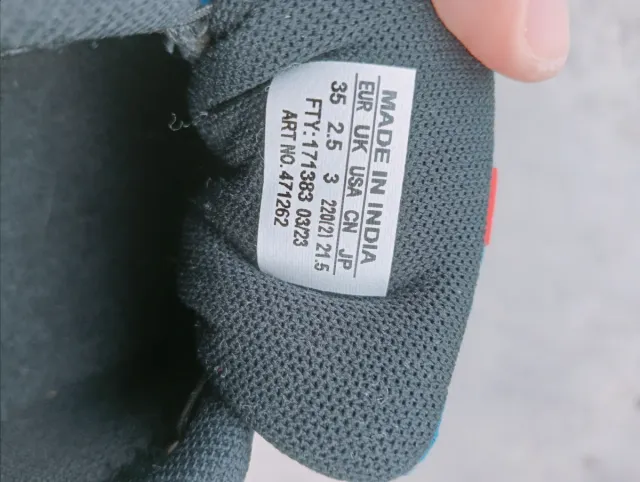 MADE IN INDIA
EUR UK USA CN JP
35 2.5 3 220(2) 21.5
FTY:171383 03/23
ART NO.471262